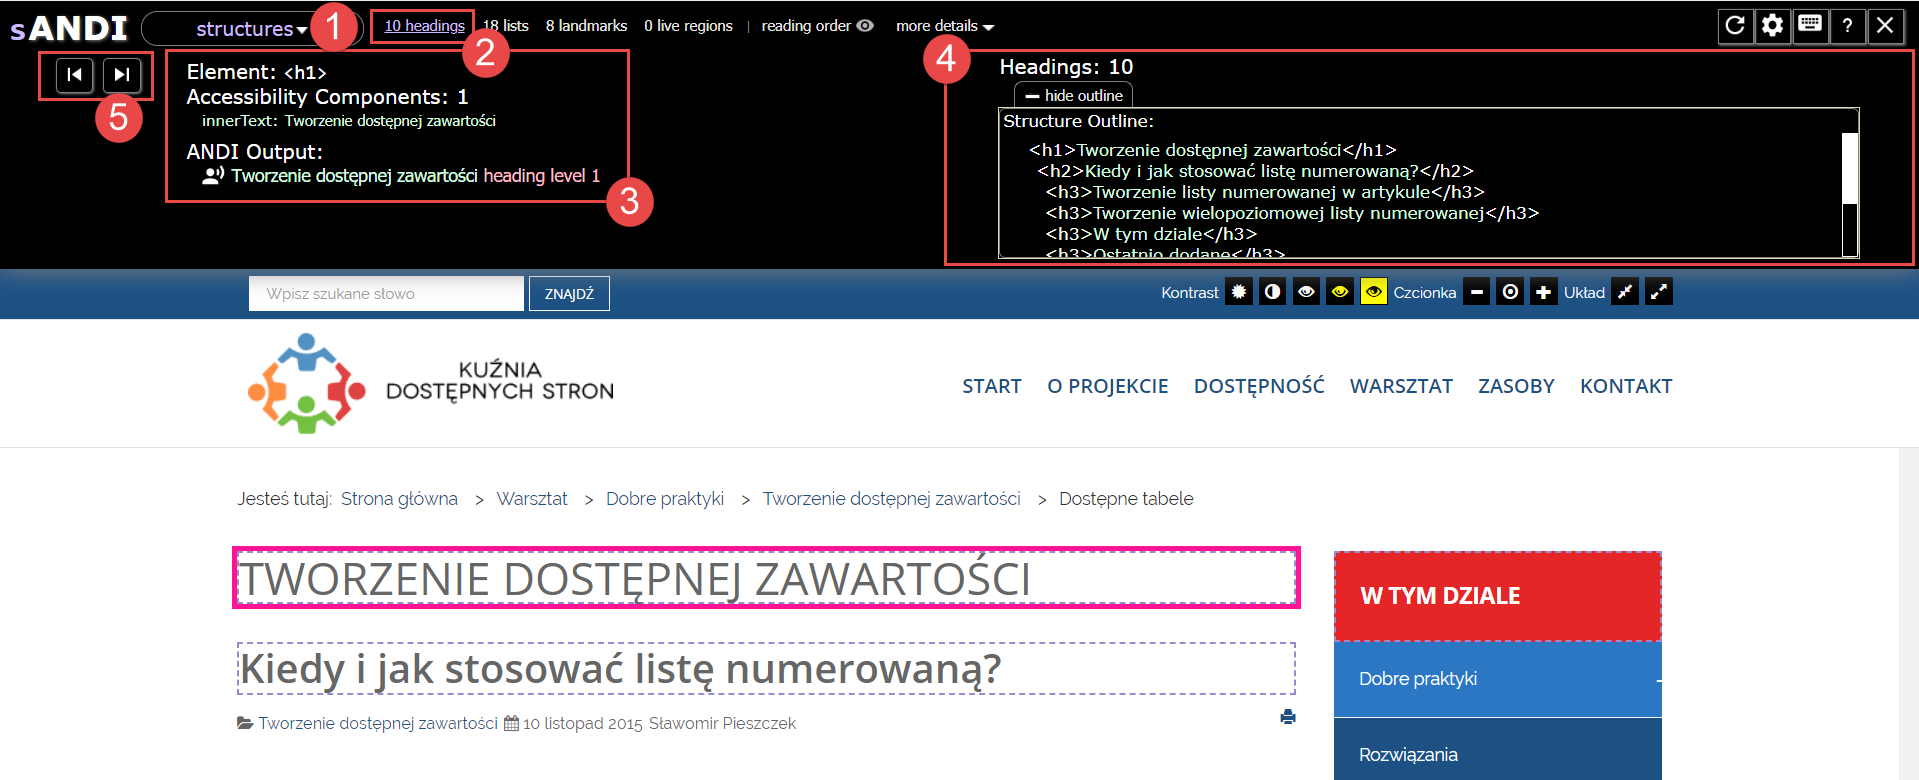 sANDI
structures
1
10 headings
18 lists
8 landmarks
0 live regions
|
reading order
more details
?
2
5
Element: <h1>
Accessibility Components: 1
innerText: Tworzenie dostępnej zawartości
ANDI Output:
Tworzenie dostępnej zawartości heading level 1
3
4
Headings: 10
hide outline
Structure Outline:
<h1>Tworzenie dostępnej zawartości</h1>
<h2>Kiedy i jak stosować listę numerowaną?</h2>
<h3>Tworzenie listy numerowanej w artykule</h3>
<h3>Tworzenie wielopoziomowej listy numerowanej</h3>
<h3>W tym dziale</h3>
<h3>Ostatnio dodane</h3>
Wpisz szukane słowo
ZNAJDŹ
Kontrast
Czcionka
Układ
KUŹNIA
DOSTĘPNYCH STRON
START
O PROJEKCIE
DOSTĘPNOŚĆ
WARSZTAT
ZASOBY
KONTAKT
Jesteś tutaj: Strona główna > Warsztat > Dobre praktyki > Tworzenie dostępnej zawartości > Dostępne tabele
TWORZENIE DOSTĘPNEJ ZAWARTOŚCI
Kiedy i jak stosować listę numerowaną?
Tworzenie dostępnej zawartości 10 listopad 2015 Sławomir Pieszczek
W TYM DZIALE
Dobre praktyki
Rozwiązania